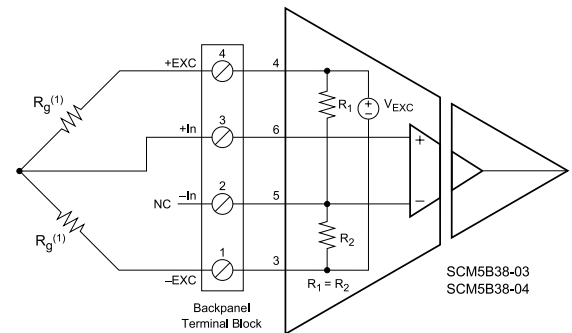 +EXC
4
4
Rg(1)
R1
VEXC
+
−
+In
3
6
+
−In
NC
2
5
−
Rg(1)
R2
1
3
−EXC
R1 = R2
SCM5B38-03
SCM5B38-04
Backpanel
Terminal Block